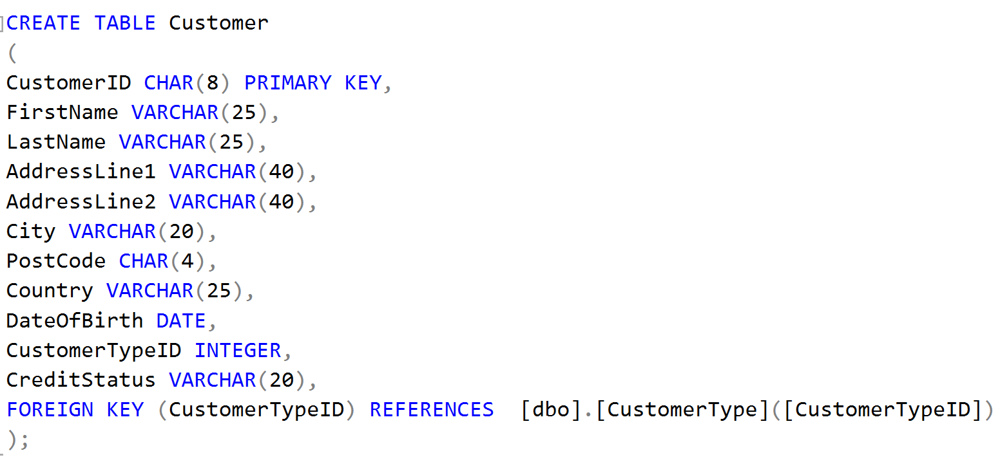 CREATE TABLE Customer
(
CustomerID CHAR(8) PRIMARY KEY,
FirstName VARCHAR(25),
LastName VARCHAR(25),
AddressLine1 VARCHAR(40),
AddressLine2 VARCHAR(40),
City VARCHAR(20),
PostCode CHAR(4),
Country VARCHAR(25),
DateOfBirth DATE,
CustomerTypeID INTEGER,
CreditStatus VARCHAR(20),
FOREIGN KEY (CustomerTypeID) REFERENCES  [dbo].[CustomerType]([CustomerTypeID])
);